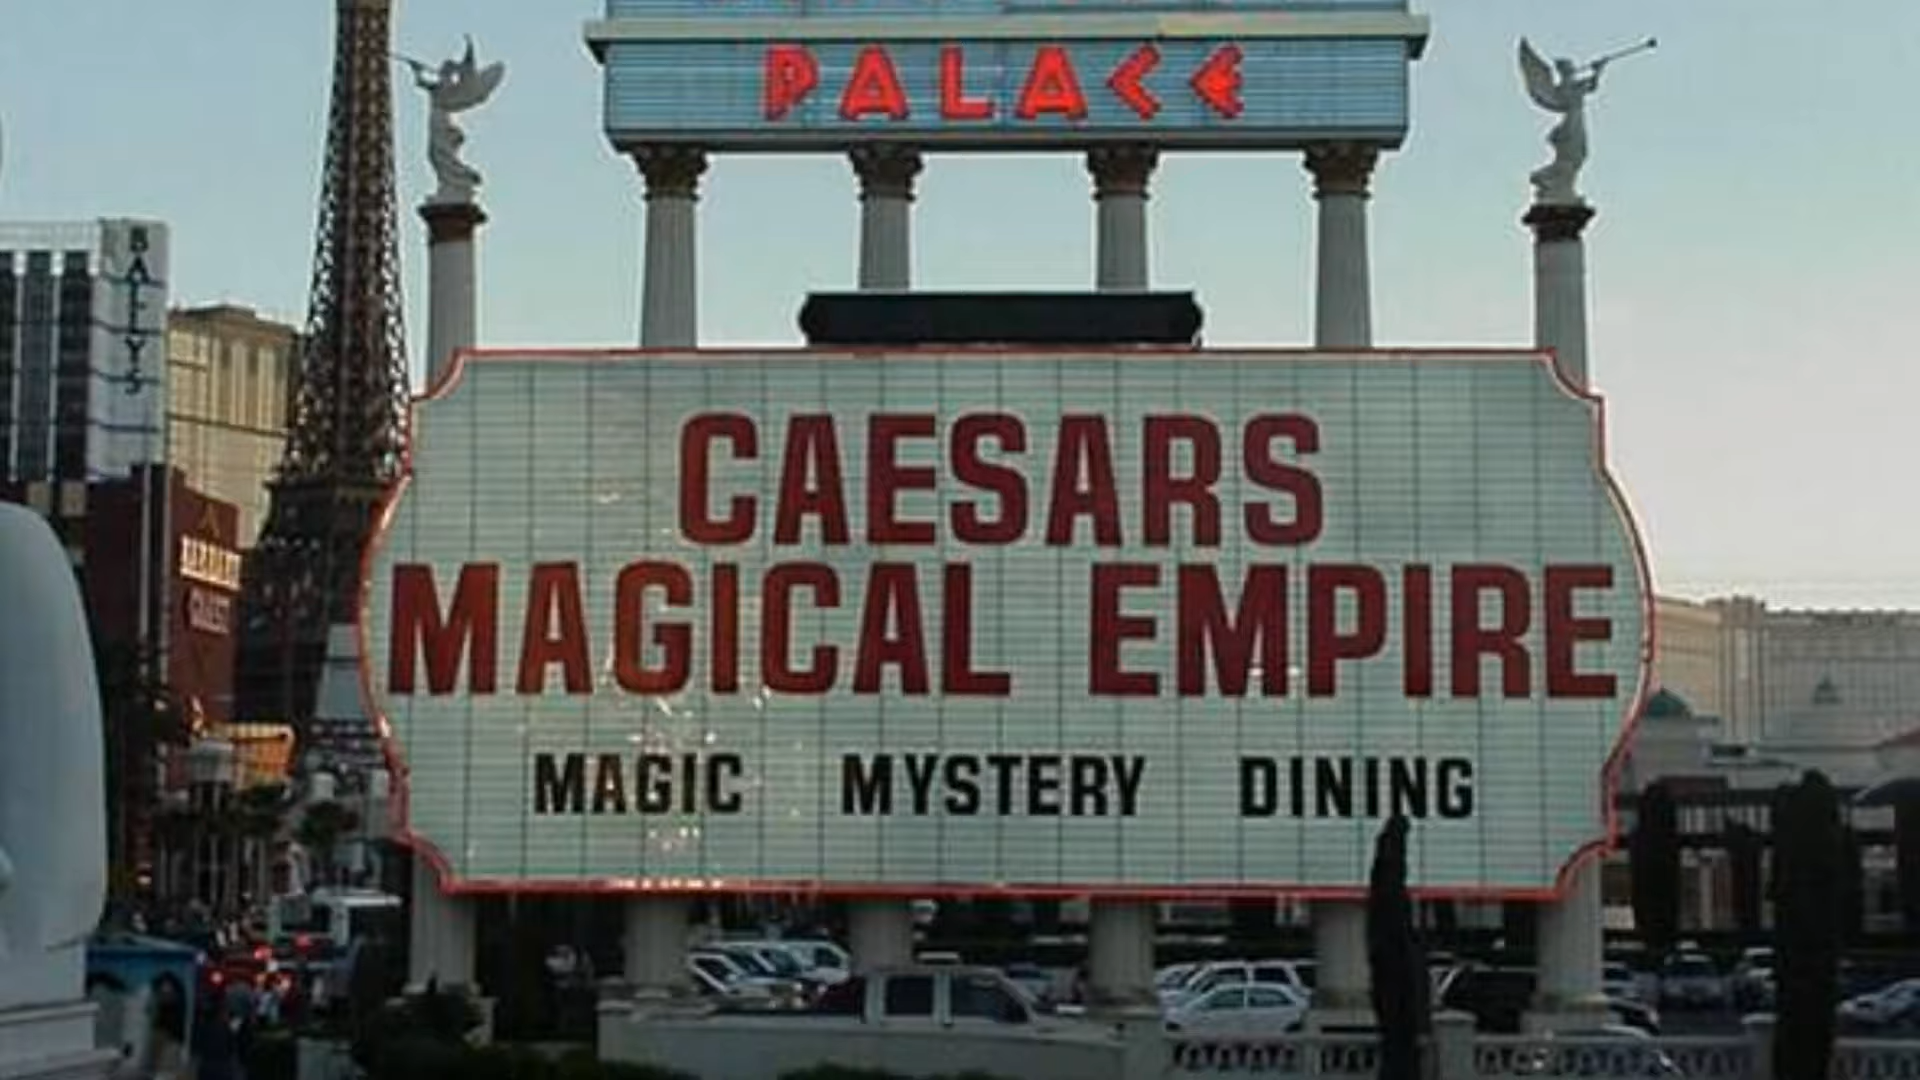 PALACE
BALLY'S
CAESARS
MAGICAL EMPIRE
MAGIC MYSTERY DINING